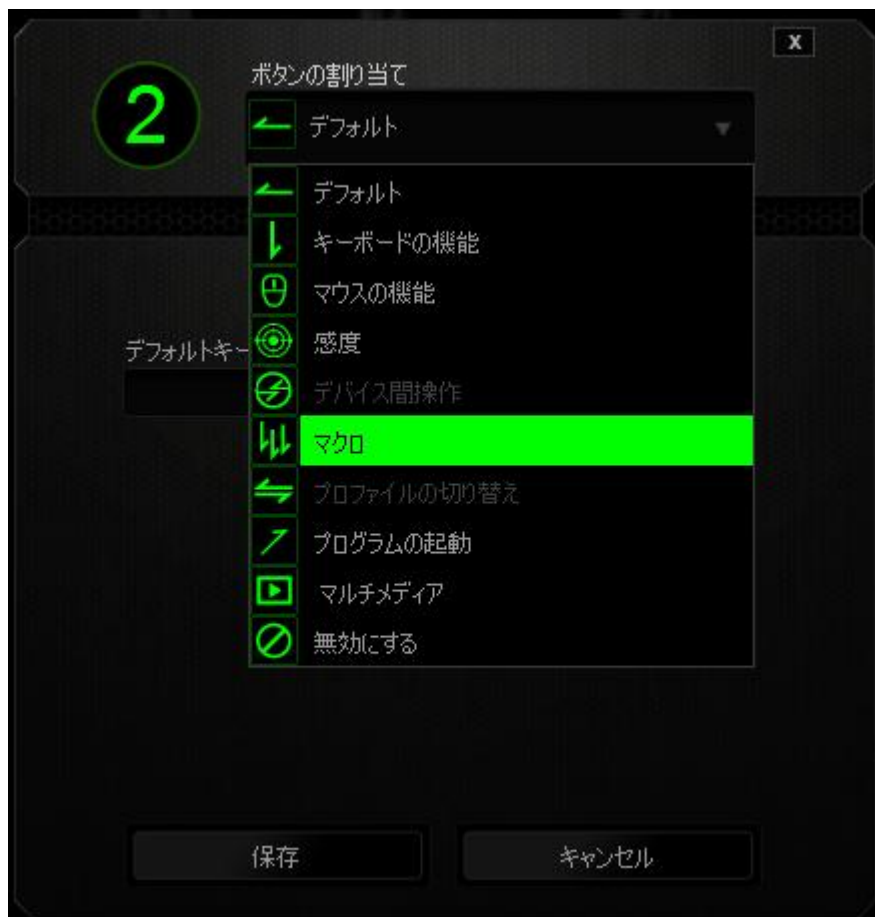 X
ボタンの割り当て
2
デフォルト
デフォルト
キーボードの機能
マウスの機能
感度
デフォルトキー
デバイス間操作
マクロ
プロファイルの切り替え
プログラムの起動
マルチメディア
無効にする
保存
キャンセル